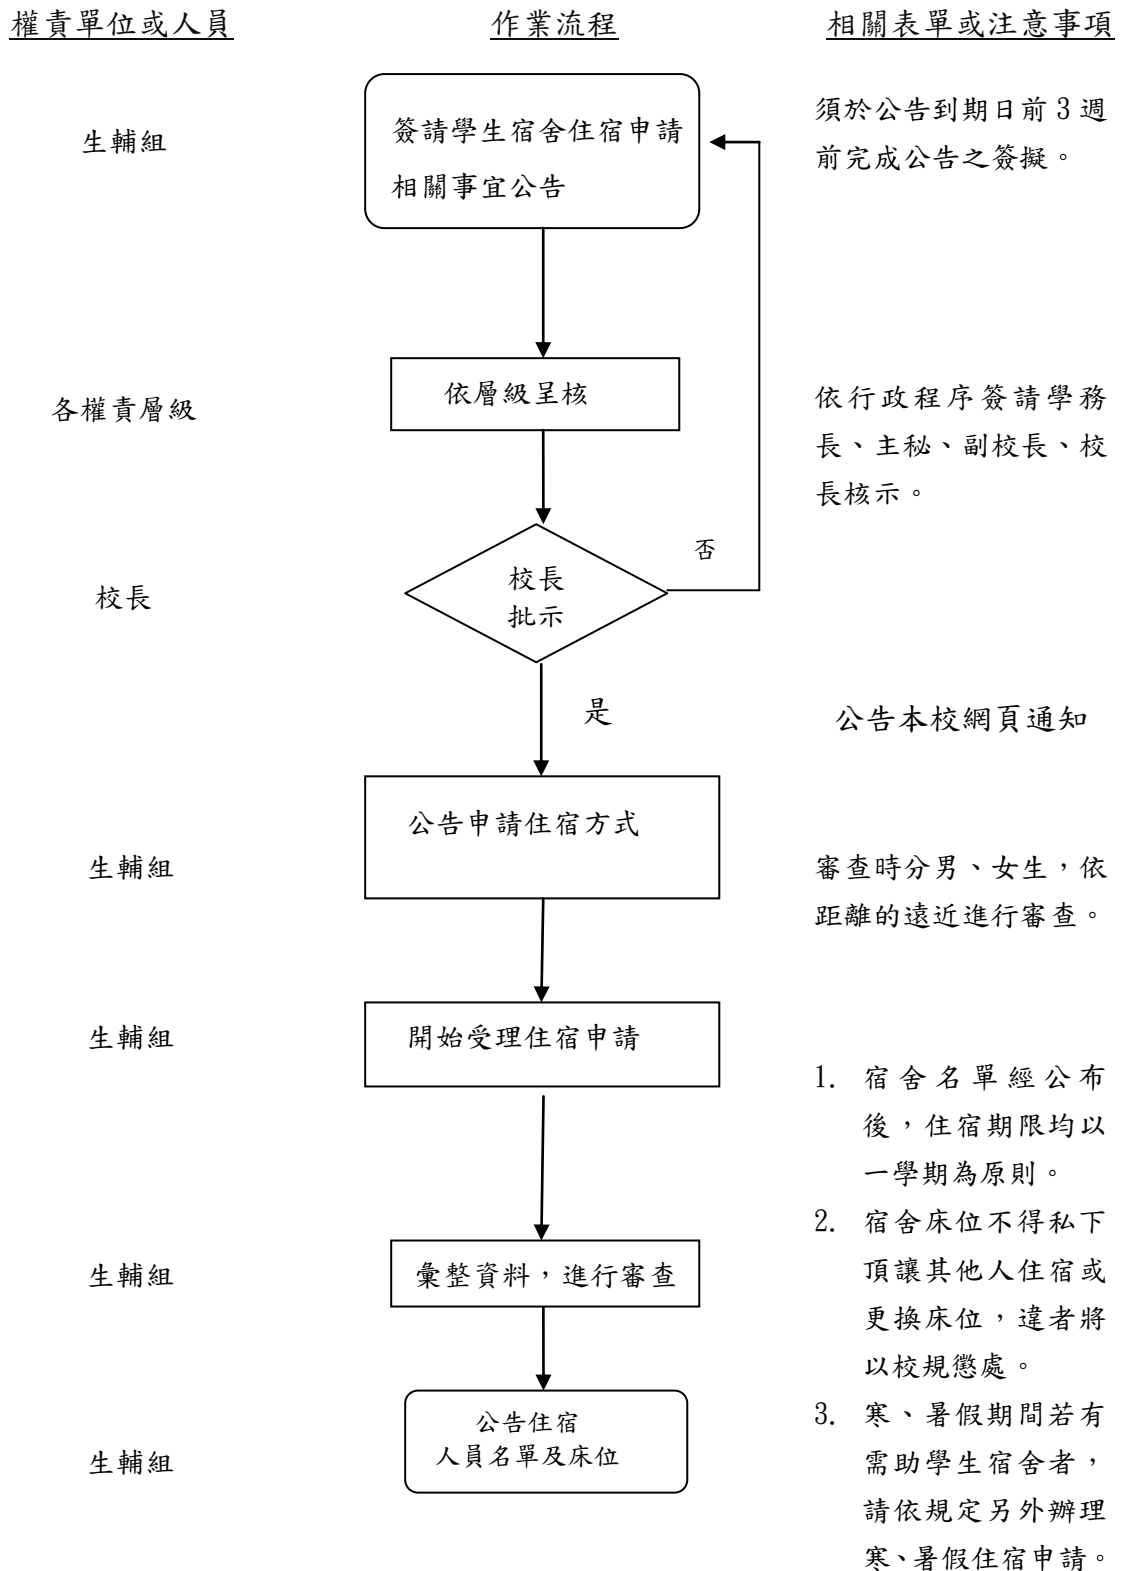 權責單位或人員
作業流程
相關表單或注意事項
生輔組
簽請學生宿舍住宿申請
相關事宜公告
須於公告到期日前3週
前完成公告之簽擬。
各權責層級
依層級呈核
依行政程序簽請學務
長、主秘、副校長、校
長核示。
校長
校長
批示
否
是
公告本校網頁通知
生輔組
公告申請住宿方式
審查時分男、女生,依
距離的遠近進行審查。
生輔組
開始受理住宿申請
生輔組
彙整資料,進行審查
生輔組
公告住宿
人員名單及床位
1. 宿舍名單經公布
後,住宿期限均以
一學期為原則。
2. 宿舍床位不得私下
頂讓其他人住宿或
更換床位,違者將
以校規懲處。
3. 寒、暑假期間若有
需助學生宿舍者,
請依規定另外辦理
寒、暑假住宿申請。